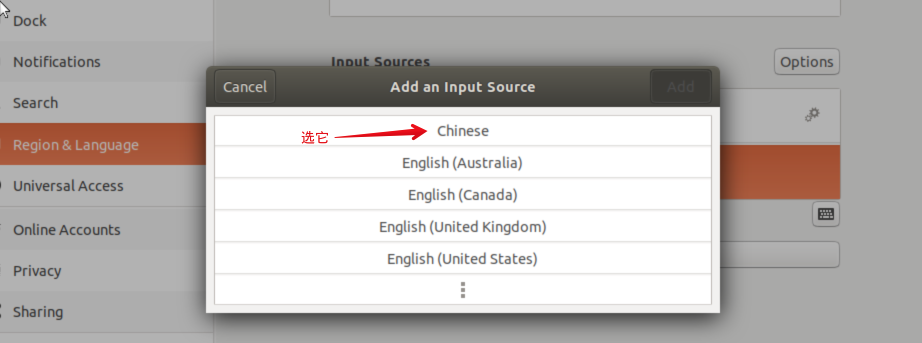 Dock
Notifications
Search
Region & Language
Universal Access
Online Accounts
Privacy
Sharing
Input Sources
Options
Cancel
Add an Input Source
Add
选它
Chinese
English (Australia)
English (Canada)
English (United Kingdom)
English (United States)